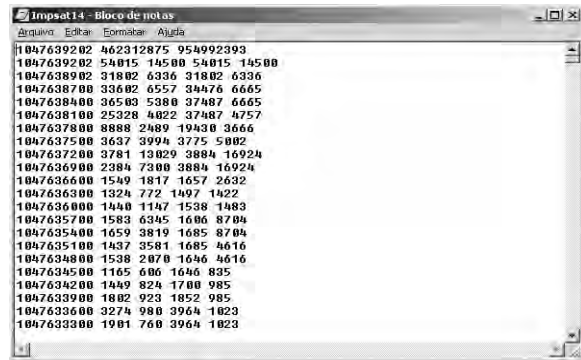 Impsat14 - Bloco de notas
Arquivo Editar Formatar Ajuda
1047639202 462312875 954992393
1047639202 54015 14500 54015 14500
1047638902 31802 6336 31802 6336
1047638700 33602 6557 34476 6665
1047638400 36503 5380 37487 6665
1047638100 25328 4022 37487 4757
1047637800 8888 2489 19430 3666
1047637500 3637 3994 3775 5002
1047637200 3781 13029 3884 16924
1047636900 2384 7300 3884 16924
1047636600 1549 1817 1657 2632
1047636300 1324 772 1497 1422
1047636000 1440 1147 1538 1483
1047635700 1583 6345 1606 8704
1047635400 1659 3819 1685 8704
1047635100 1437 3581 1685 4616
1047634800 1538 2070 1646 4616
1047634500 1165 606 1646 835
1047634200 1449 824 1700 985
1047633900 1802 923 1852 985
1047633600 3274 980 3964 1023
1047633300 1901 760 3964 1023